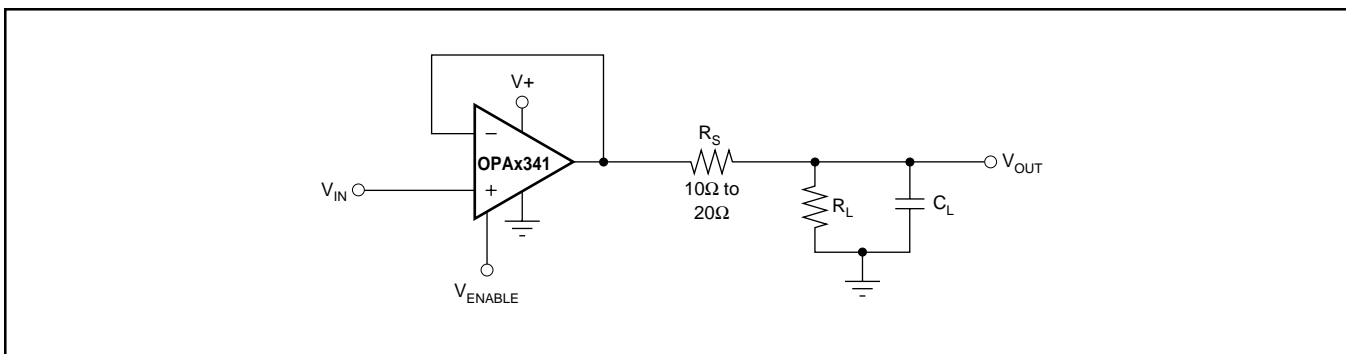 V+
−
OPAx341
+
V_IN
V_ENABLE
R_S
10Ω to
20Ω
R_L
C_L
V_OUT